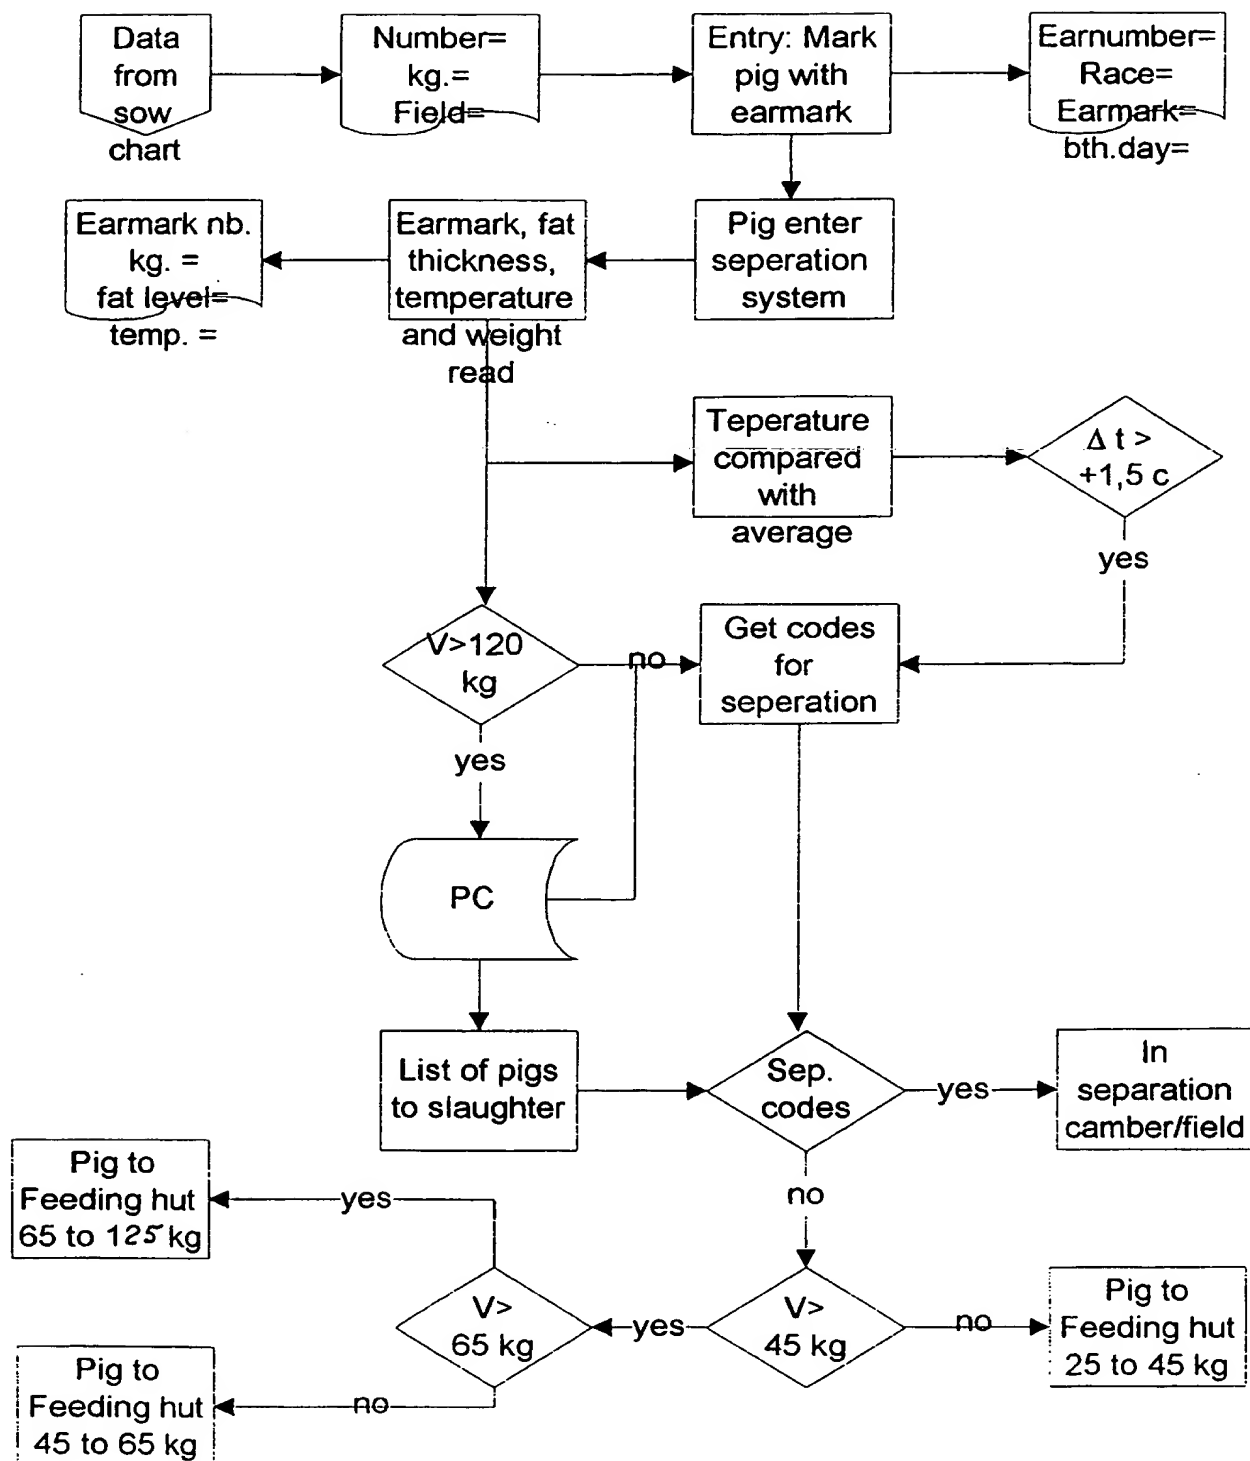 Data
from
sow
chart
Number=
kg.=
Field=
Entry: Mark
pig with
earmark
Earnumber=
Race=
Earmark=
bth.day=
Earmark nb.
kg. =
fat level=
temp. =
Earmark, fat
thickness,
temperature
and weight
read
Pig enter
seperation
system
Teperature
compared
with
average
Δ t >
+1,5 c
yes
V>120
kg
no
Get codes
for
seperation
yes
PC
List of pigs
to slaughter
Sep.
codes
yes
In
separation
camber/field
no
Pig to
Feeding hut
65 to 125 kg
yes
V>
65 kg
yes
V>
45 kg
no
Pig to
Feeding hut
25 to 45 kg
Pig to
Feeding hut
45 to 65 kg
no